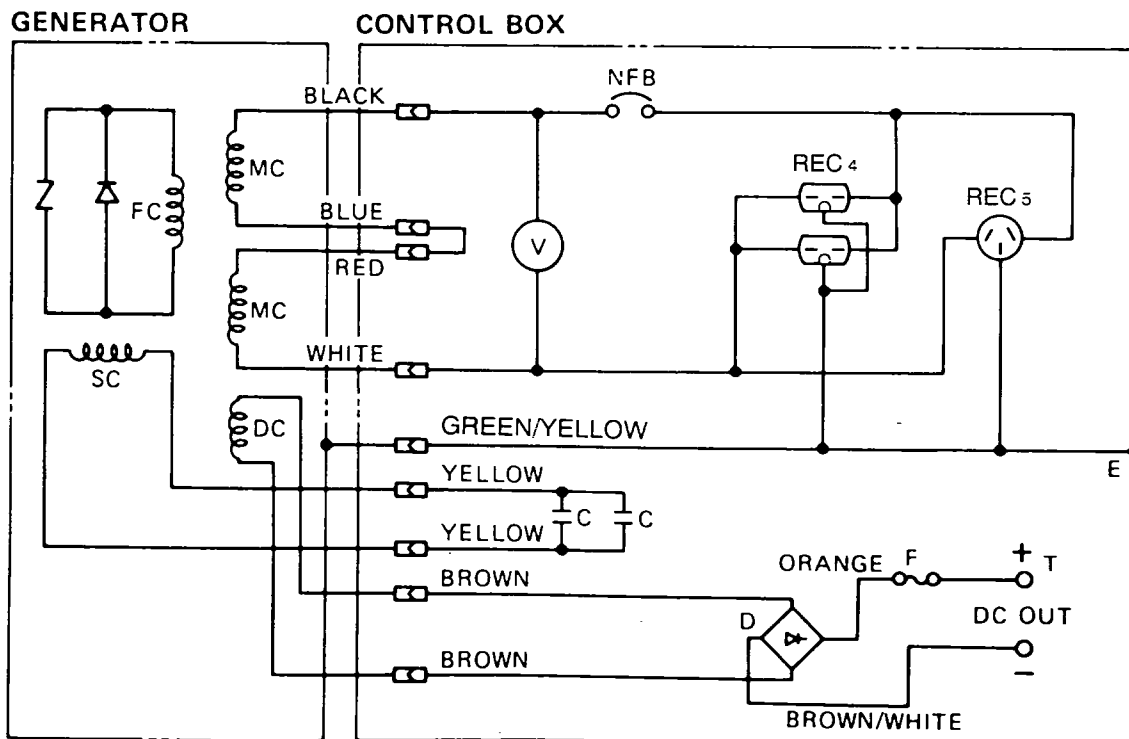 GENERATOR
CONTROL BOX
NFB
BLACK
REC 4
MC
REC 5
FC
BLUE
V
RED
MC
WHITE
SC
DC
GREEN/YELLOW
E
YELLOW
C C
YELLOW
ORANGE F + T
BROWN
D DC OUT
BROWN
−
BROWN/WHITE